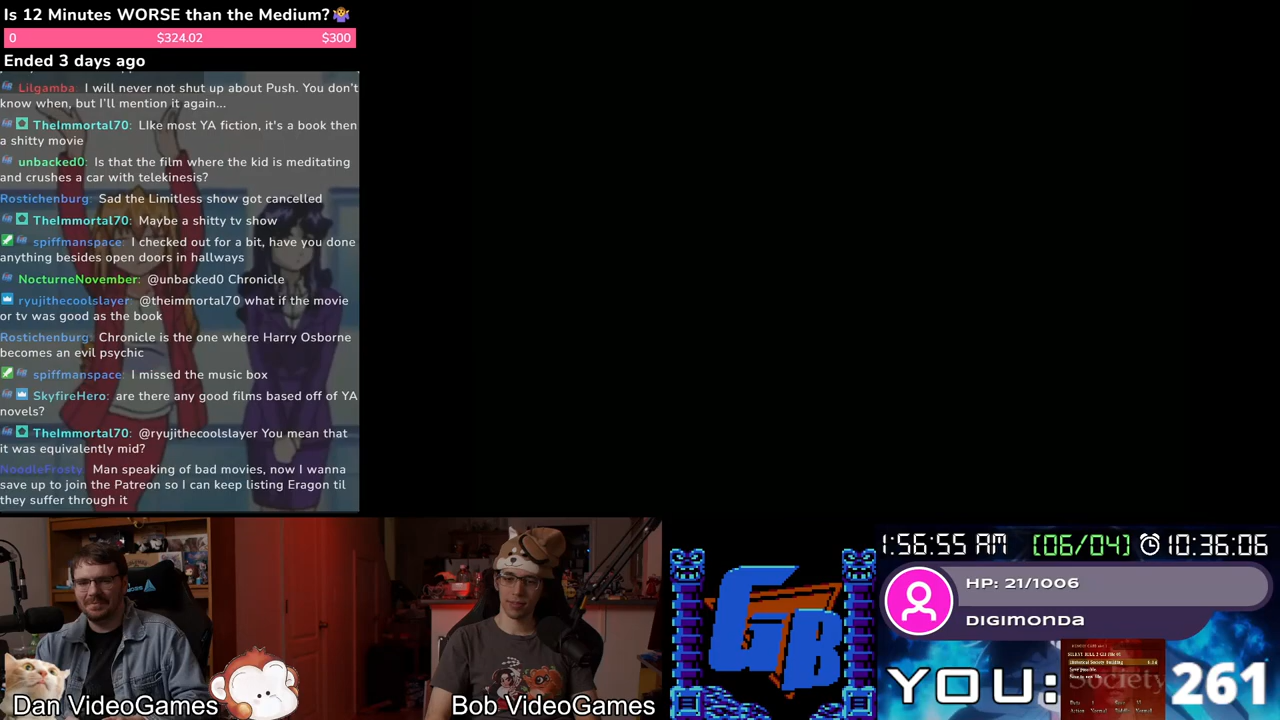 Is 12 Minutes WORSE than the Medium?🤷‍♀️
0 $324.02 $300
Ended 3 days ago
Lilgamba: I will never not shut up about Push. You don't
know when, but I'll mention it again...
TheImmortal70: LIke most YA fiction, it's a book then
a shitty movie
unbacked0: Is that the film where the kid is meditating
and crushes a car with telekinesis?
Rostichenburg: Sad the Limitless show got cancelled
TheImmortal70: Maybe a shitty tv show
spiffmanspace: I checked out for a bit, have you done
anything besides open doors in hallways
NocturneNovember: @unbacked0 Chronicle
ryujithecoolslayer: @theimmortal70 what if the movie
or tv was good as the book
Rostichenburg: Chronicle is the one where Harry Osborne
becomes an evil psychic
spiffmanspace: I missed the music box
SkyfireHero: are there any good films based off of YA
novels?
TheImmortal70: @ryujithecoolslayer You mean that
it was equivalently mid?
NoodleFrosty: Man speaking of bad movies, now I wanna
save up to join the Patreon so I can keep listing Eragon til
they suffer through it
Dan VideoGames
Bob VideoGames
GB
1:56:55 AM [06/04] 10:36:06
HP: 21/1006
DIGIMONDA
YOU:
Society
261